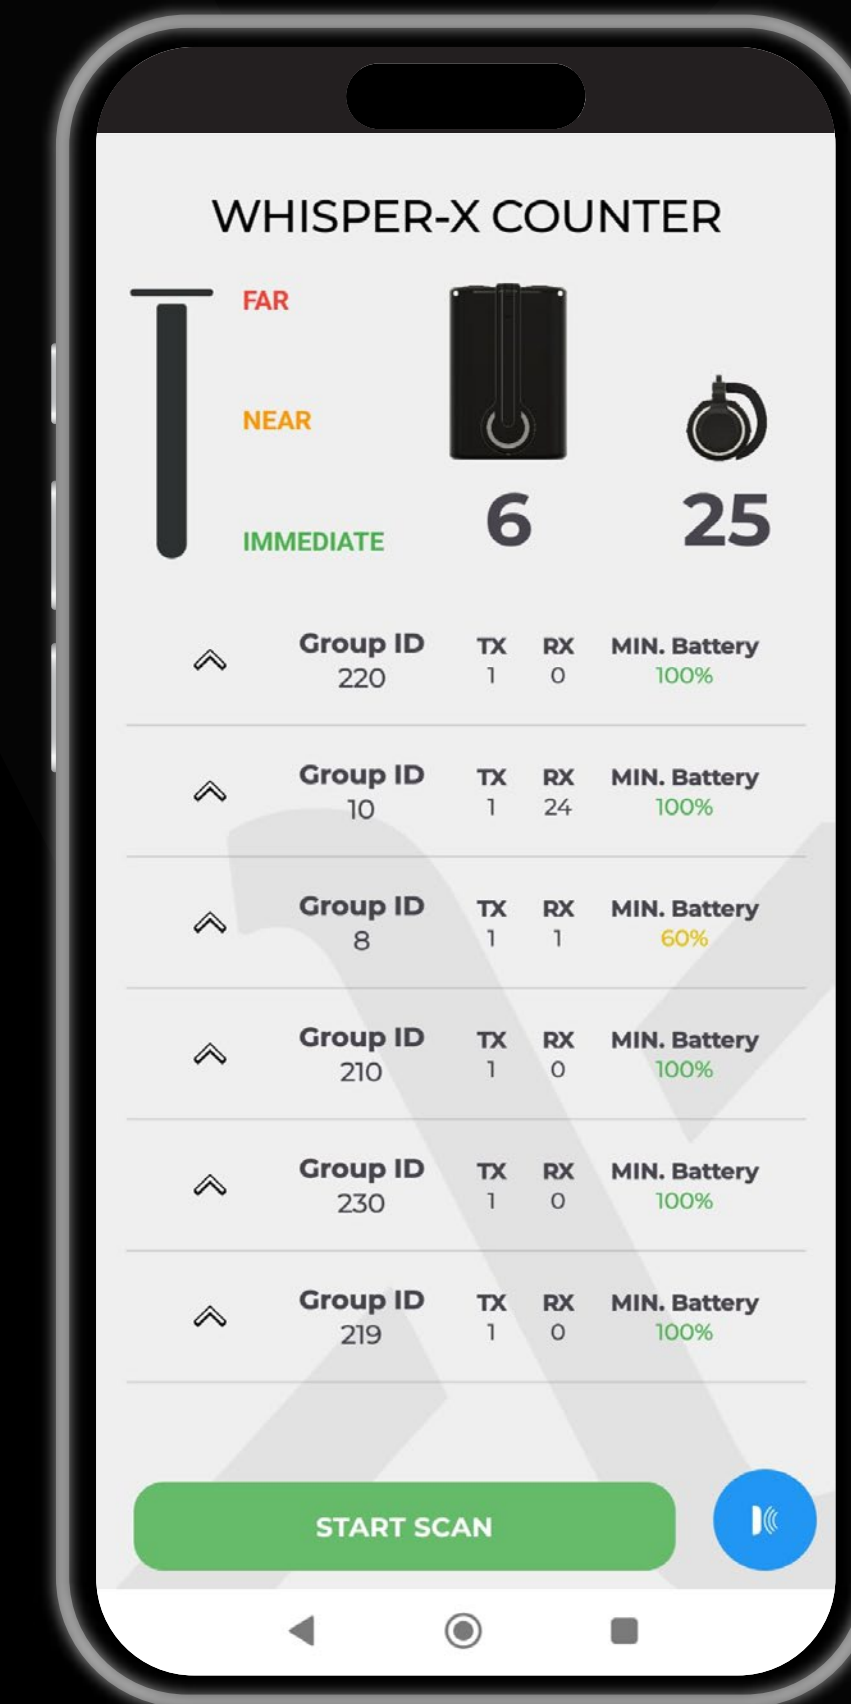 WHISPER-X COUNTER
FAR
NEAR
IMMEDIATE
6 25
Group ID TX RX MIN. Battery
220 1 0 100%
Group ID TX RX MIN. Battery
10 1 24 100%
Group ID TX RX MIN. Battery
8 1 1 60%
Group ID TX RX MIN. Battery
210 1 0 100%
Group ID TX RX MIN. Battery
230 1 0 100%
Group ID TX RX MIN. Battery
219 1 0 100%
START SCAN